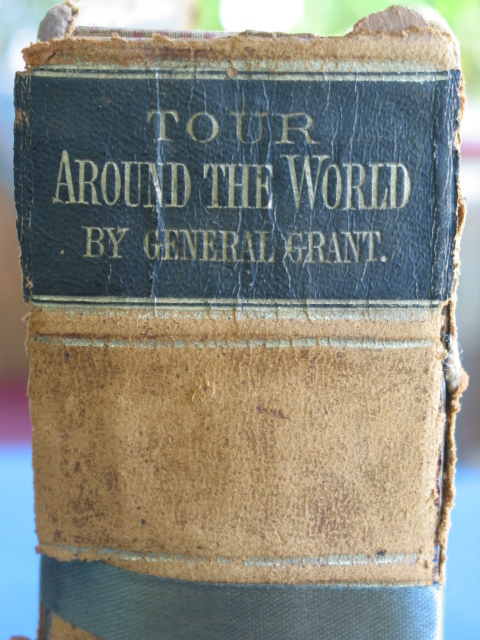 TOUR
AROUND THE WORLD
BY GENERAL GRANT.